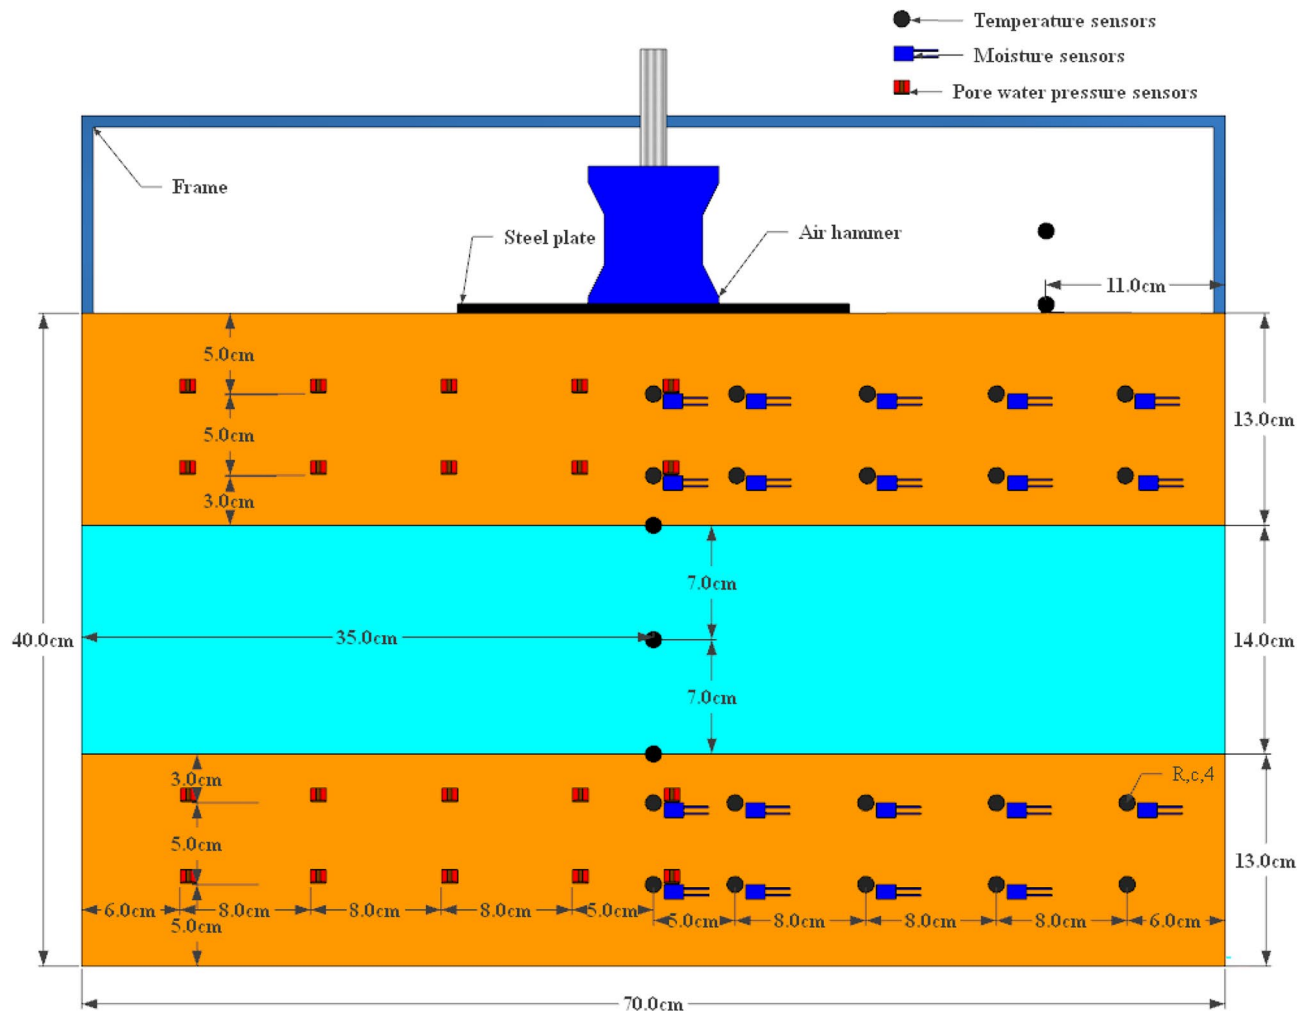 Temperature sensors
Moisture sensors
Pore water pressure sensors
Frame
Steel plate
Air hammer
11.0cm
5.0cm
5.0cm
13.0cm
3.0cm
7.0cm
40.0cm
35.0cm
14.0cm
7.0cm
3.0cm
R,c,4
5.0cm
13.0cm
6.0cm
8.0cm
8.0cm
8.0cm
5.0cm
5.0cm
8.0cm
8.0cm
8.0cm
6.0cm
5.0cm
70.0cm